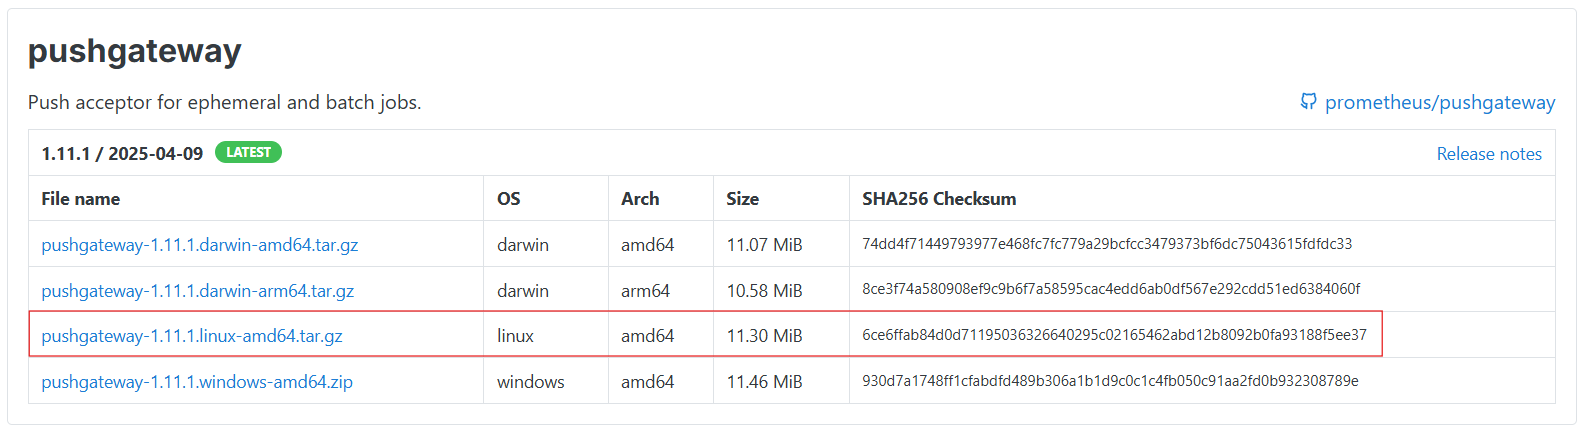 pushgateway
Push acceptor for ephemeral and batch jobs.
prometheus/pushgateway
1.11.1 / 2025-04-09 LATEST Release notes
File name OS Arch Size SHA256 Checksum
pushgateway-1.11.1.darwin-amd64.tar.gz darwin amd64 11.07 MiB 74dd4f71449793977e468fc7fc779a29bcfcc3479373bf6dc75043615fdfdc33
pushgateway-1.11.1.darwin-arm64.tar.gz darwin arm64 10.58 MiB 8ce3f74a580908ef9c9b6f7a58595cac4edd6ab0df567e292cdd51ed6384060f
pushgateway-1.11.1.linux-amd64.tar.gz linux amd64 11.30 MiB 6ce6ffab84d0d71195036326640295c02165462abd12b8092b0fa93188f5ee37
pushgateway-1.11.1.windows-amd64.zip windows amd64 11.46 MiB 930d7a1748ff1cfabdfd489b306a1b1d9c0c1c4fb050c91aa2fd0b932308789e